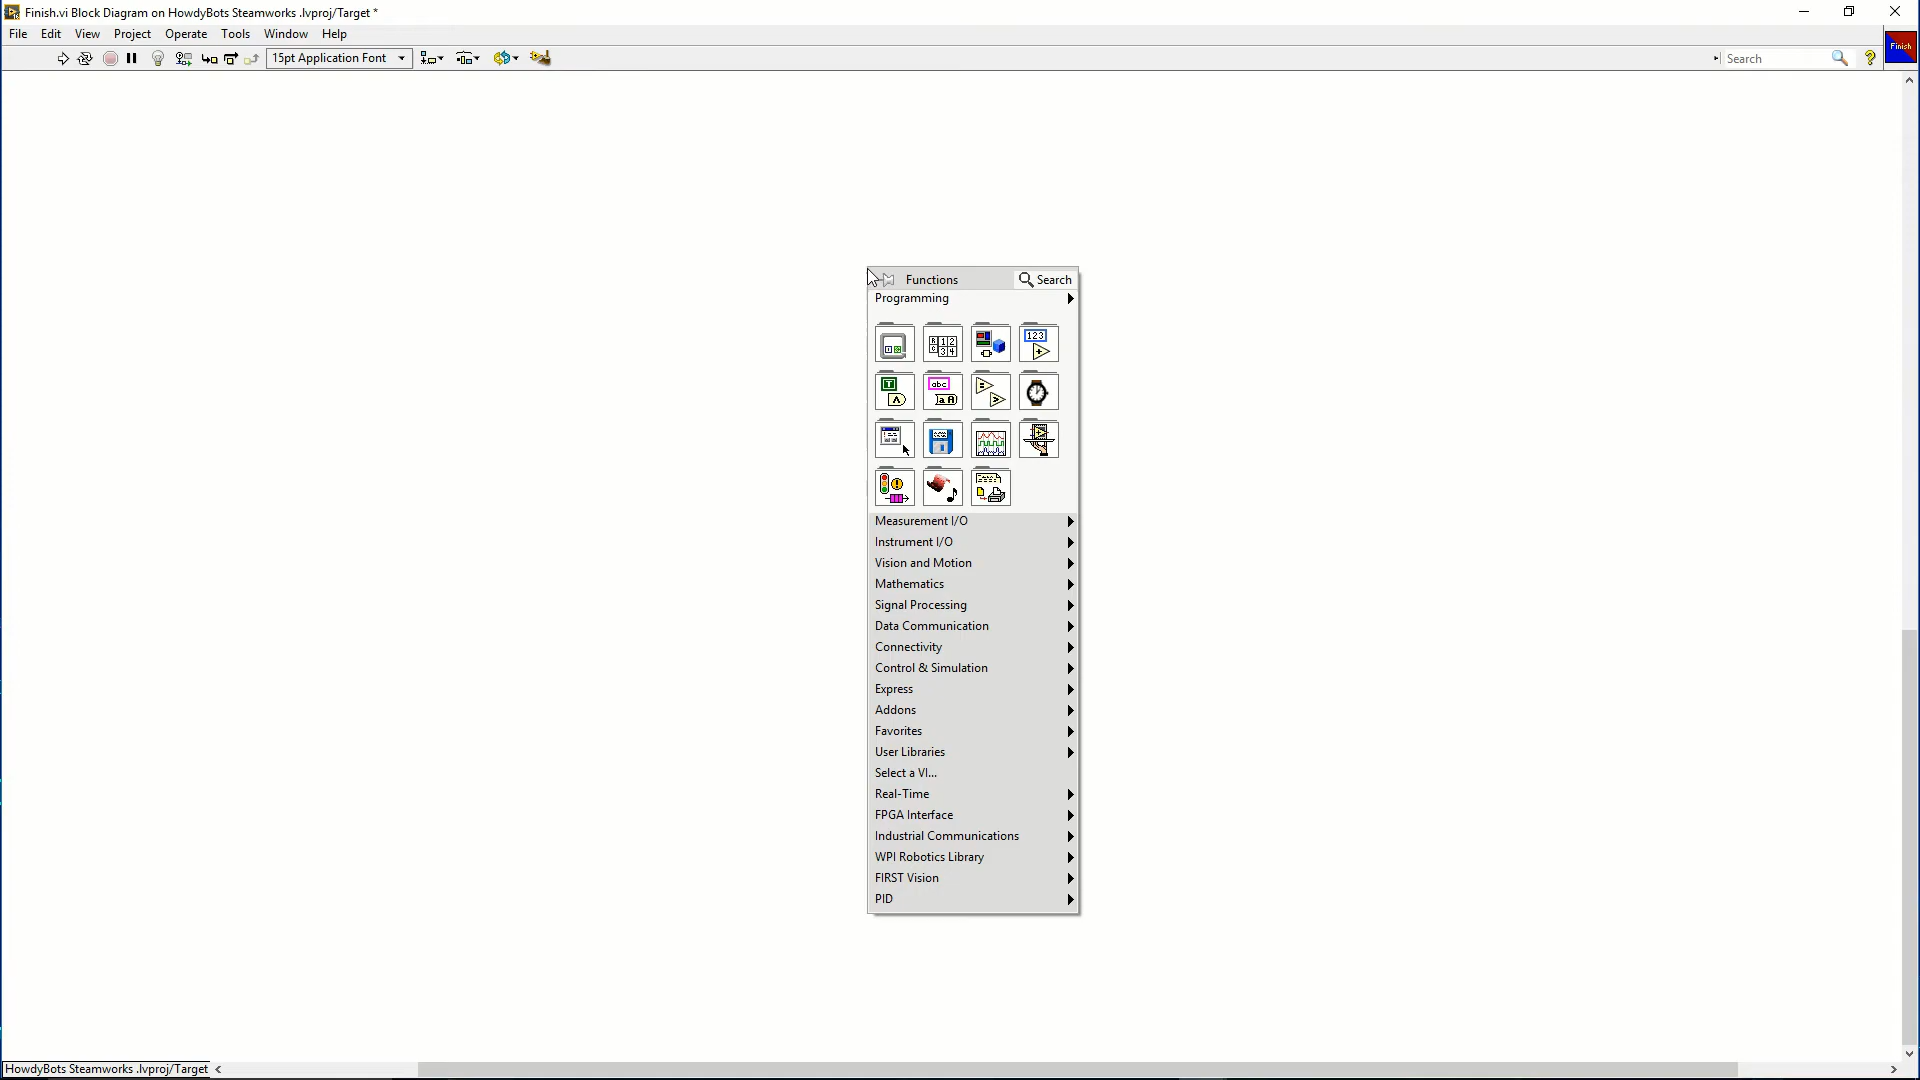 Finish.vi Block Diagram on HowdyBots Steamworks .lvproj/Target *
File Edit View Project Operate Tools Window Help
15pt Application Font
Search
?
Finish
Functions
Search
Programming
123
T
abc
aA
Measurement I/O
Instrument I/O
Vision and Motion
Mathematics
Signal Processing
Data Communication
Connectivity
Control & Simulation
Express
Addons
Favorites
User Libraries
Select a VI...
Real-Time
FPGA Interface
Industrial Communications
WPI Robotics Library
FIRST Vision
PID
HowdyBots Steamworks .lvproj/Target